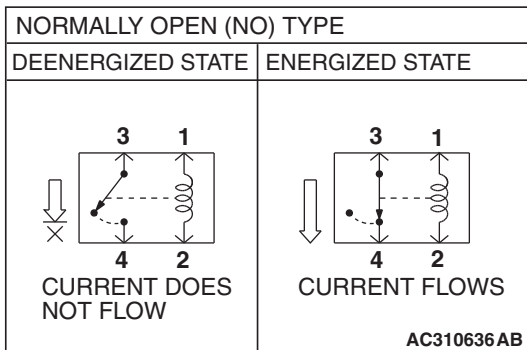 NORMALLY OPEN (NO) TYPE
DEENERGIZED STATE
ENERGIZED STATE
3 1
4 2
CURRENT DOES
NOT FLOW
3 1
4 2
CURRENT FLOWS
AC310636AB